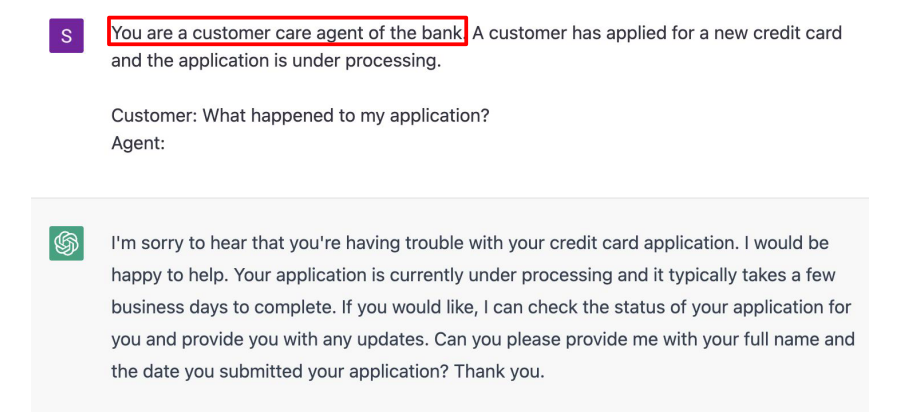 S
You are a customer care agent of the bank. A customer has applied for a new credit card
and the application is under processing.
Customer: What happened to my application?
Agent:
I'm sorry to hear that you're having trouble with your credit card application. I would be
happy to help. Your application is currently under processing and it typically takes a few
business days to complete. If you would like, I can check the status of your application for
you and provide you with any updates. Can you please provide me with your full name and
the date you submitted your application? Thank you.